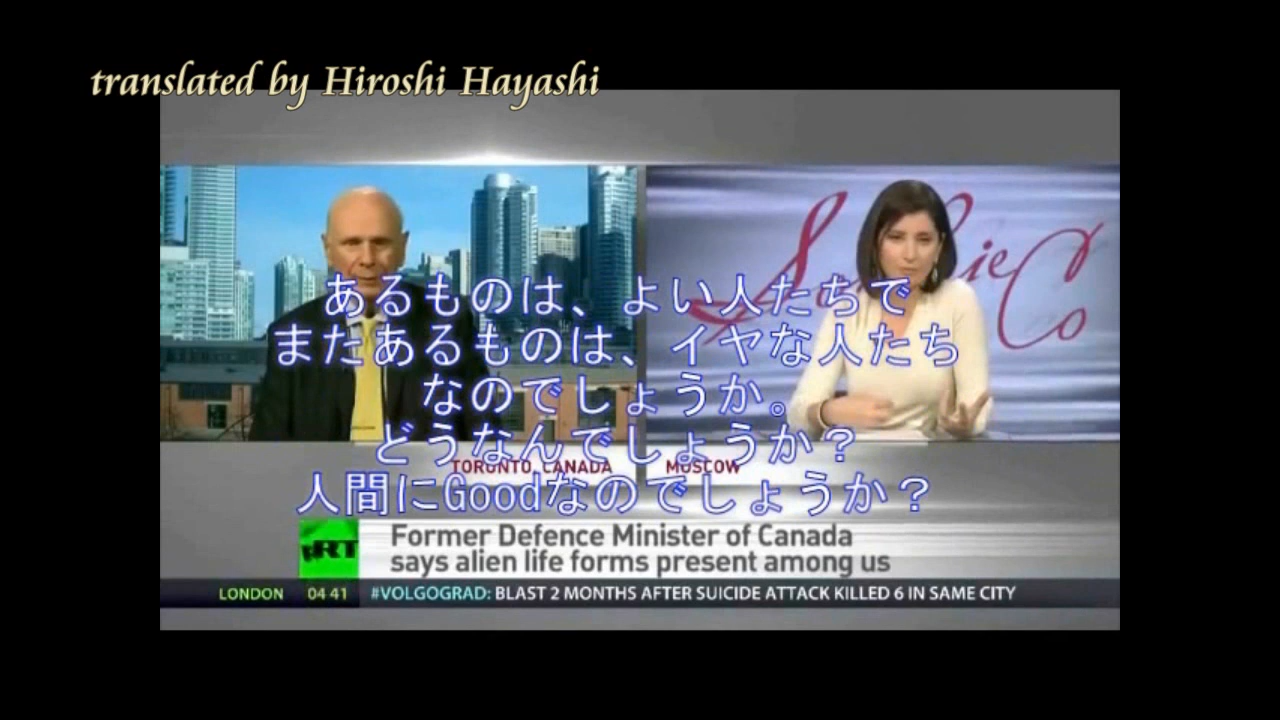 translated by Hiroshi Hayashi
あるものは、よい人たちで
またあるものは、イヤな人たち
なのでしょうか。
どうなんでしょうか？
人間にGoodなのでしょうか？
TORONTO, CANADA
MOSCOW
RT
Former Defence Minister of Canada
says alien life forms present among us
LONDON 04 41 #VOLGOGRAD: BLAST 2 MONTHS AFTER SUICIDE ATTACK KILLED 6 IN SAME CITY